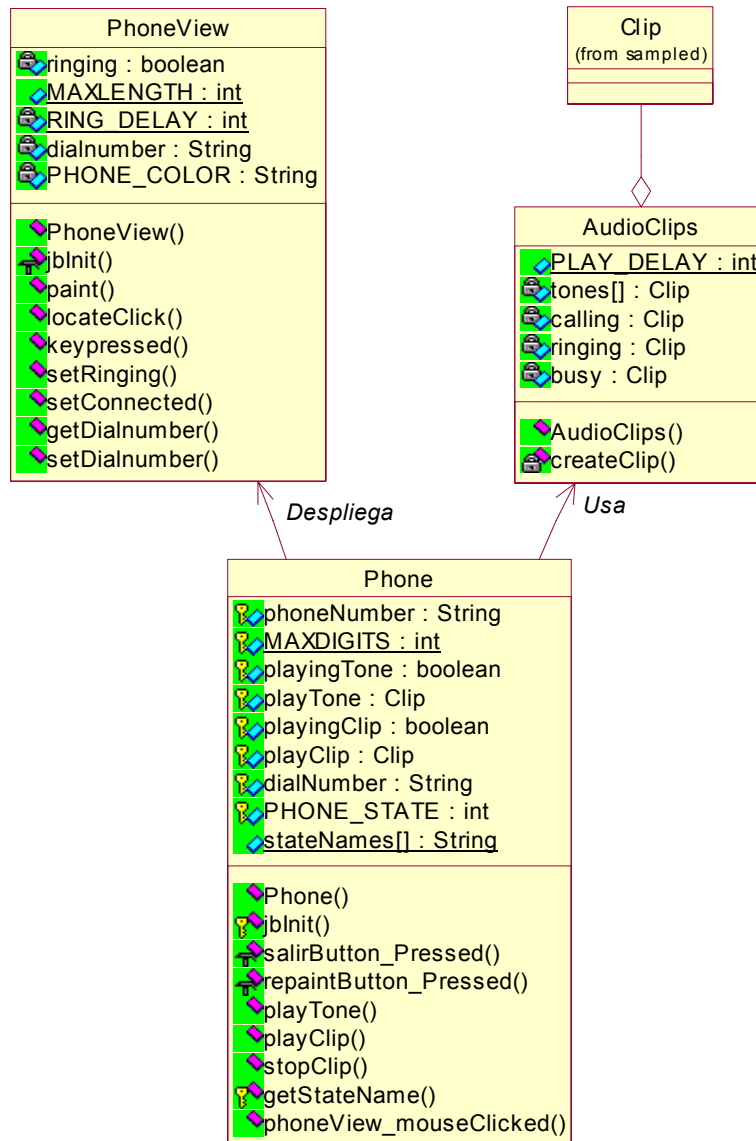 PhoneView
ringing : boolean
MAXLENGTH : int
RING_DELAY : int
dialnumber : String
PHONE_COLOR : String
PhoneView()
jbInit()
paint()
locateClick()
keypressed()
setRinging()
setConnected()
getDialnumber()
setDialnumber()
Clip
(from sampled)
AudioClips
PLAY_DELAY : int
tones[] : Clip
calling : Clip
ringing : Clip
busy : Clip
AudioClips()
createClip()
Despliega
Usa
Phone
phoneNumber : String
MAXDIGITS : int
playingTone : boolean
playTone : Clip
playingClip : boolean
playClip : Clip
dialNumber : String
PHONE_STATE : int
stateNames[] : String
Phone()
jbInit()
salirButton_Pressed()
repaintButton_Pressed()
playTone()
playClip()
stopClip()
getStateName()
phoneView_mouseClicked()